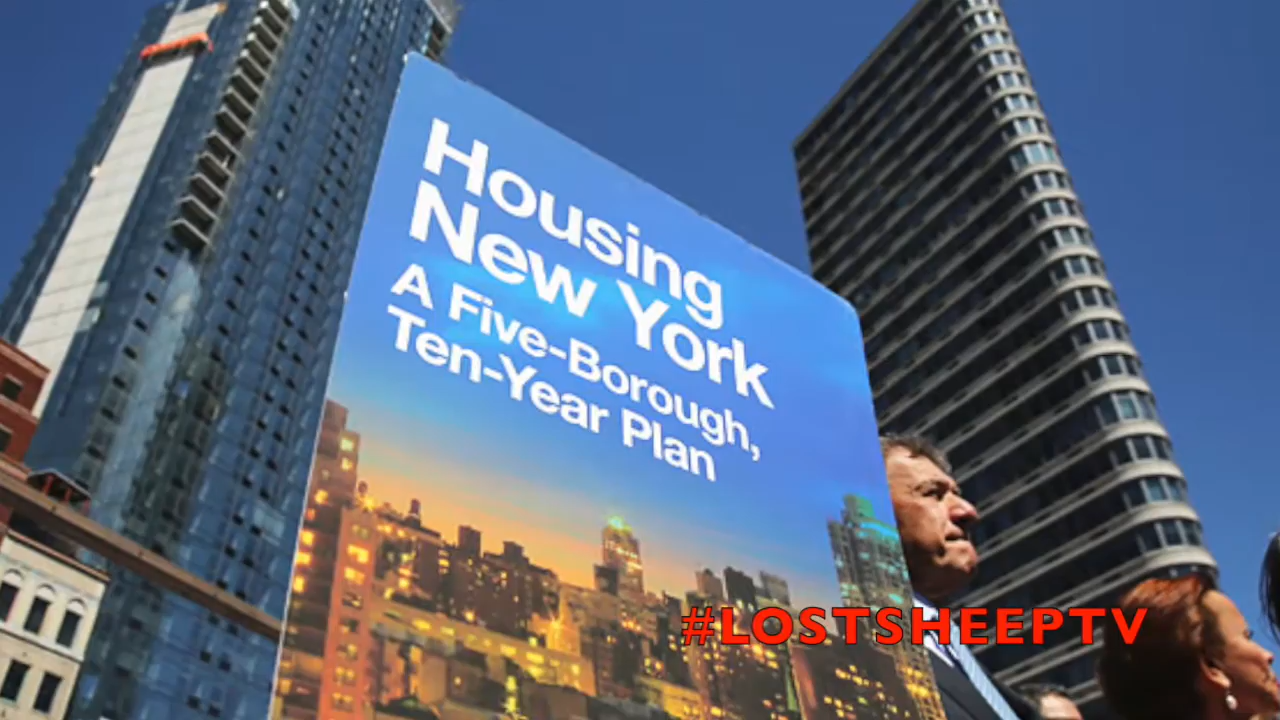 Housing
New York
A Five-Borough,
Ten-Year Plan
#LOSTSHEEPTV